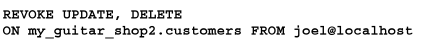 REVOKE UPDATE, DELETE
ON my_guitar_shop2.customers FROM joel@localhost